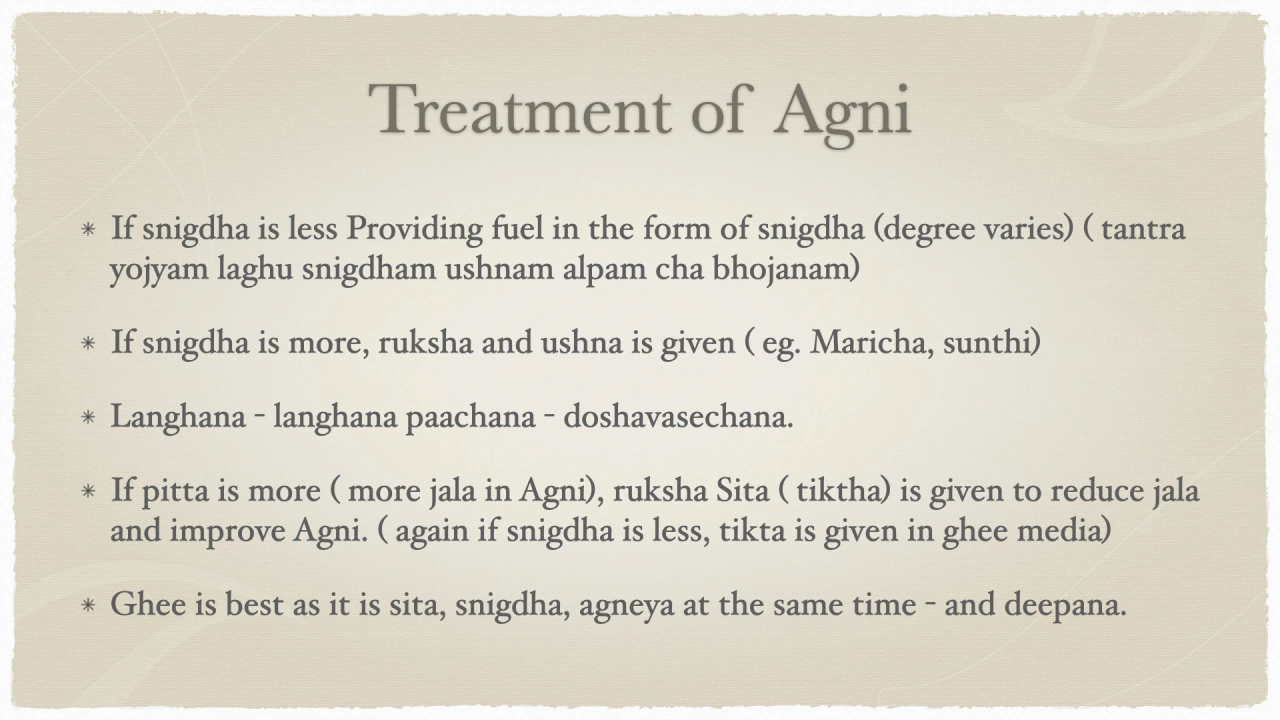 Treatment of Agni
* If snigdha is less Providing fuel in the form of snigdha (degree varies) ( tantra
yojyam laghu snigdham ushnam alpam cha bhojanam)
* If snigdha is more, ruksha and ushna is given ( eg. Maricha, sunthi)
* Langhana - langhana paachana - doshavasechana.
* If pitta is more ( more jala in Agni), ruksha Sita ( tiktha) is given to reduce jala
and improve Agni. ( again if snigdha is less, tikta is given in ghee media)
* Ghee is best as it is sita, snigdha, agneya at the same time - and deepana.